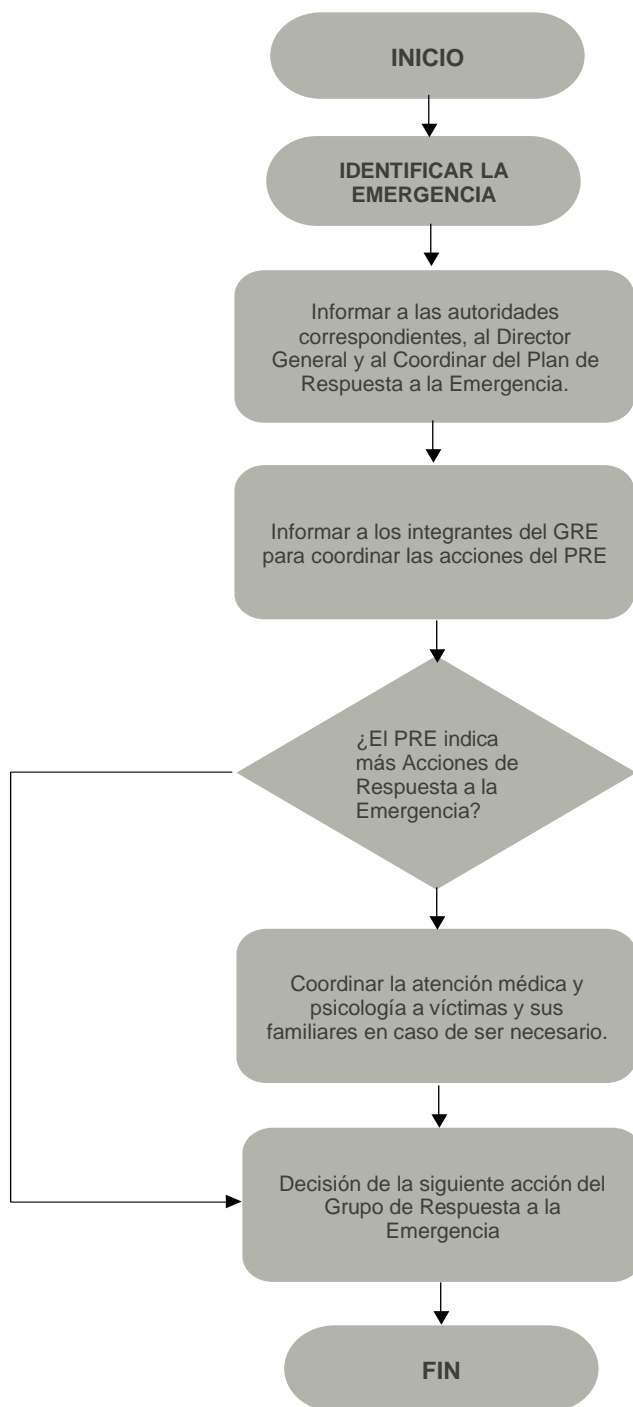 INICIO
IDENTIFICAR LA
EMERGENCIA
Informar a las autoridades
correspondientes, al Director
General y al Coordinar del Plan de
Respuesta a la Emergencia.
Informar a los integrantes del GRE
para coordinar las acciones del PRE
¿El PRE indica
más Acciones de
Respuesta a la
Emergencia?
Coordinar la atención médica y
psicología a víctimas y sus
familiares en caso de ser necesario.
Decisión de la siguiente acción del
Grupo de Respuesta a la
Emergencia
FIN